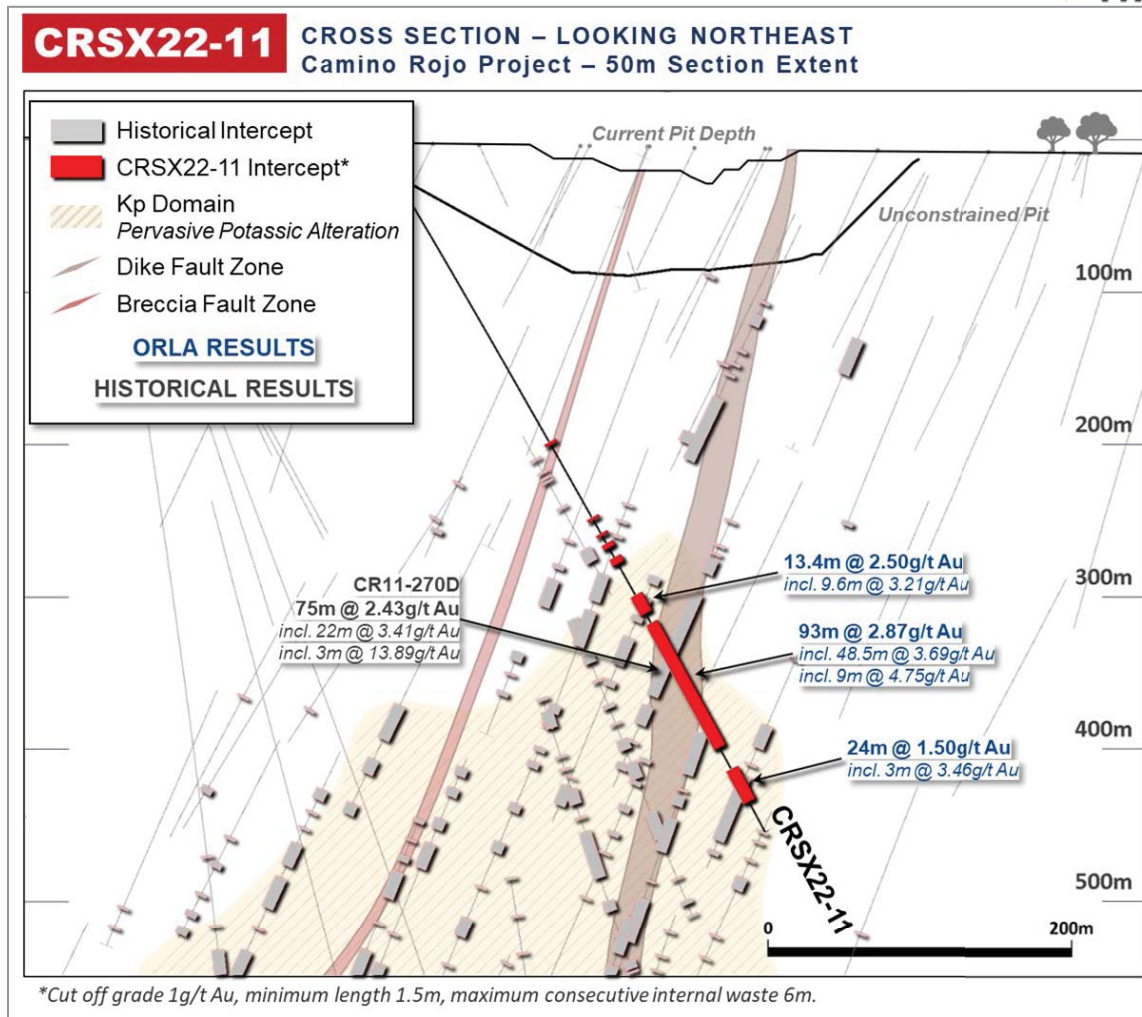 CRSX22-11
CROSS SECTION – LOOKING NORTHEAST
Camino Rojo Project – 50m Section Extent
Historical Intercept
CRSX22-11 Intercept*
Kp Domain
Pervasive Potassic Alteration
Dike Fault Zone
Breccia Fault Zone
ORLA RESULTS
HISTORICAL RESULTS
Current Pit Depth
Unconstrained Pit
100m
200m
300m
400m
500m
13.4m @ 2.50g/t Au
incl. 9.6m @ 3.21g/t Au
CR11-270D
75m @ 2.43g/t Au
incl. 22m @ 3.41g/t Au
incl. 3m @ 13.89g/t Au
93m @ 2.87g/t Au
incl. 48.5m @ 3.69g/t Au
incl. 9m @ 4.75g/t Au
24m @ 1.50g/t Au
incl. 3m @ 3.46g/t Au
CRSX22-11
0 200m
*Cut off grade 1g/t Au, minimum length 1.5m, maximum consecutive internal waste 6m.